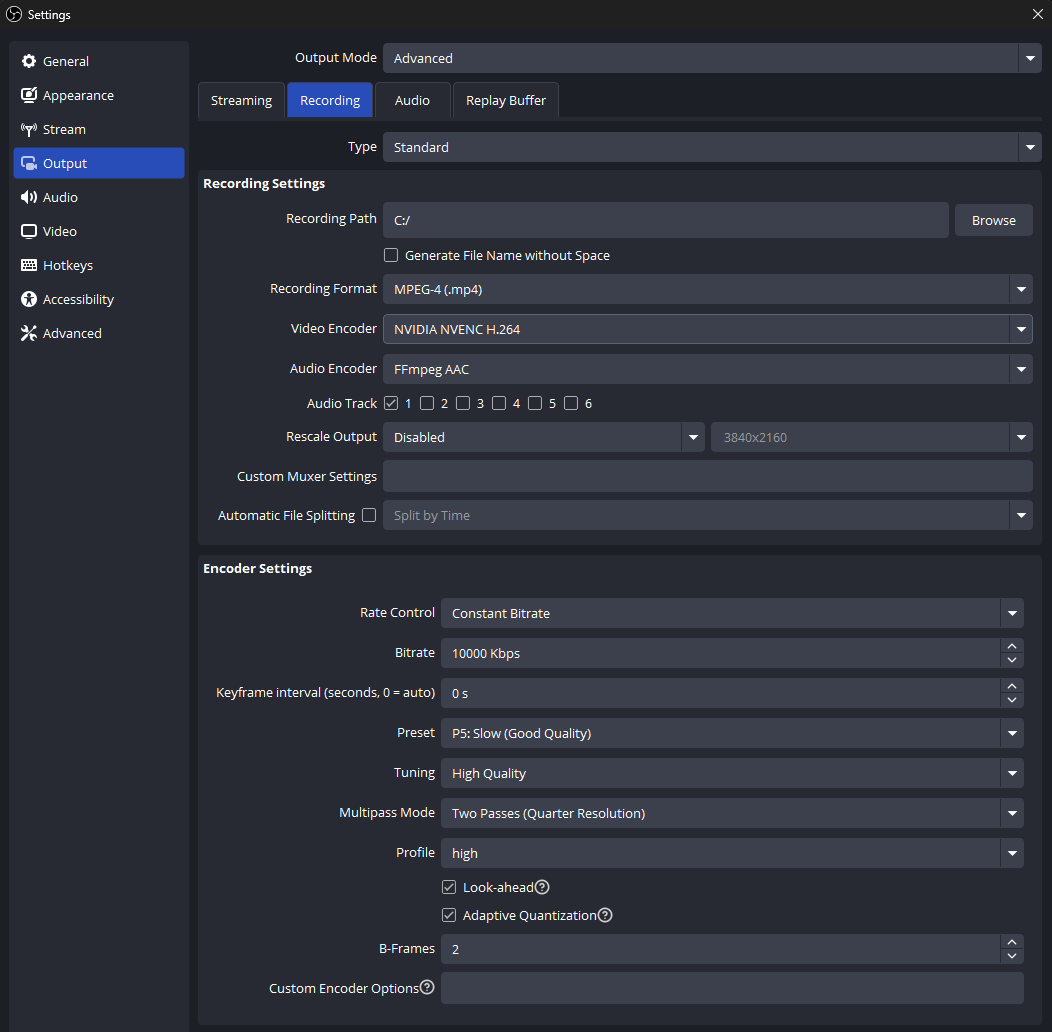 Settings
General
Appearance
Stream
Output
Audio
Video
Hotkeys
Accessibility
Advanced
Output Mode Advanced
Streaming Recording Audio Replay Buffer
Type Standard
Recording Settings
Recording Path C:/ Browse
Generate File Name without Space
Recording Format MPEG-4 (.mp4)
Video Encoder NVIDIA NVENC H.264
Audio Encoder FFmpeg AAC
Audio Track 1 2 3 4 5 6
Rescale Output Disabled 3840x2160
Custom Muxer Settings
Automatic File Splitting Split by Time
Encoder Settings
Rate Control Constant Bitrate
Bitrate 10000 Kbps
Keyframe interval (seconds, 0 = auto) 0 s
Preset P5: Slow (Good Quality)
Tuning High Quality
Multipass Mode Two Passes (Quarter Resolution)
Profile high
Look-ahead
Adaptive Quantization
B-Frames 2
Custom Encoder Options